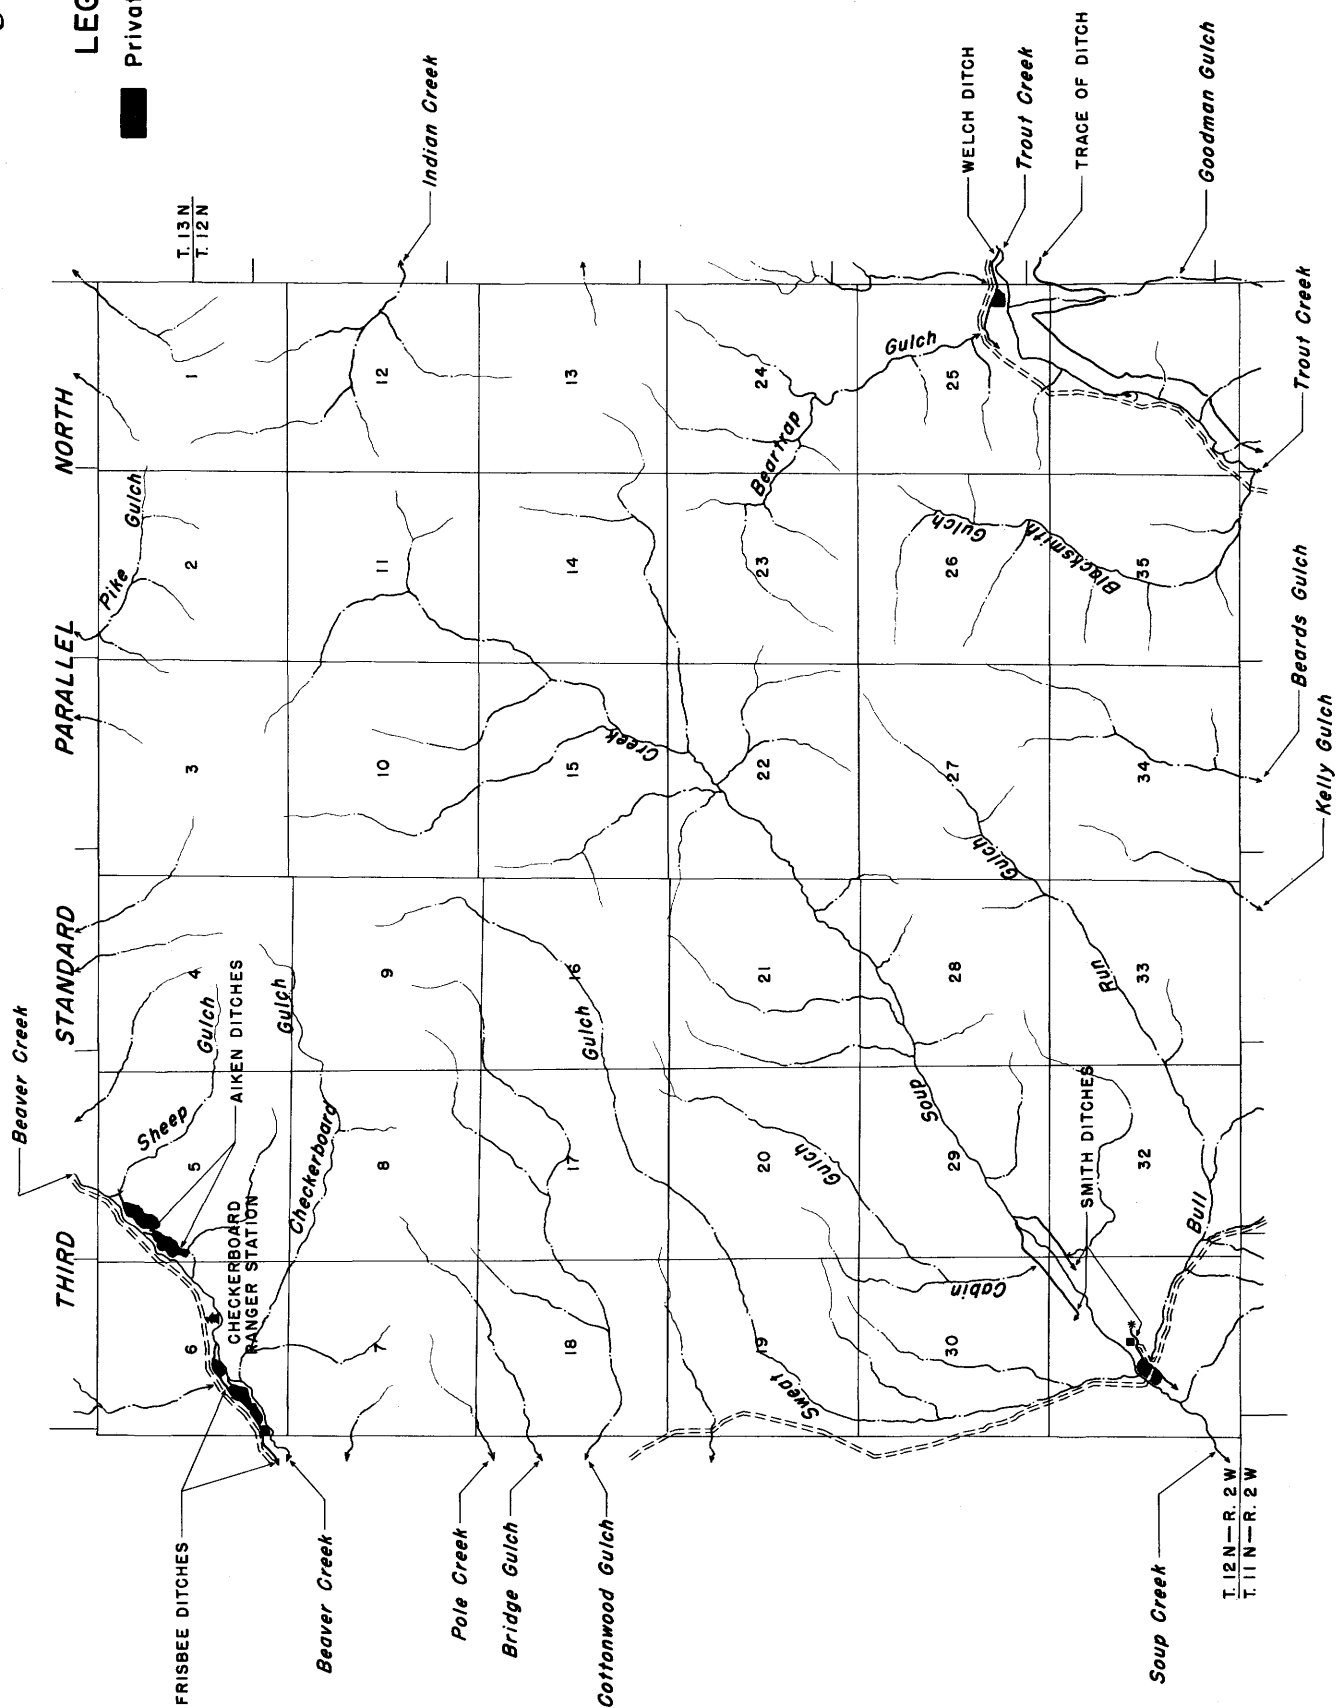 LEG
Privat
THIRD STANDARD PARALLEL NORTH
T. 13 N
T. 12 N
Beaver Creek
Indian Creek
WELCH DITCH
Trout Creek
TRACE OF DITCH
Goodman Gulch
Trout Creek
Beards Gulch
Kelly Gulch
Pike Gulch
Sheep Gulch
AIKEN DITCHES
CHECKERBOARD
RANGER STATION
Checkerboard Gulch
FRISBEE DITCHES
Beaver Creek
Pole Creek
Bridge Gulch
Cottonwood Gulch
Sweat Gulch
Gulch
Cabin
Soup Creek
Beartrap Gulch
Blacksmith Gulch
Bull Run Gulch
SMITH DITCHES
Soup Creek
T. 12 N — R. 2 W
T. 11 N — R. 2 W
6
5
4
3
2
1
7
8
9
10
11
12
18
17
16
15
14
13
19
20
21
22
23
24
30
29
28
27
26
25
32
33
34
35